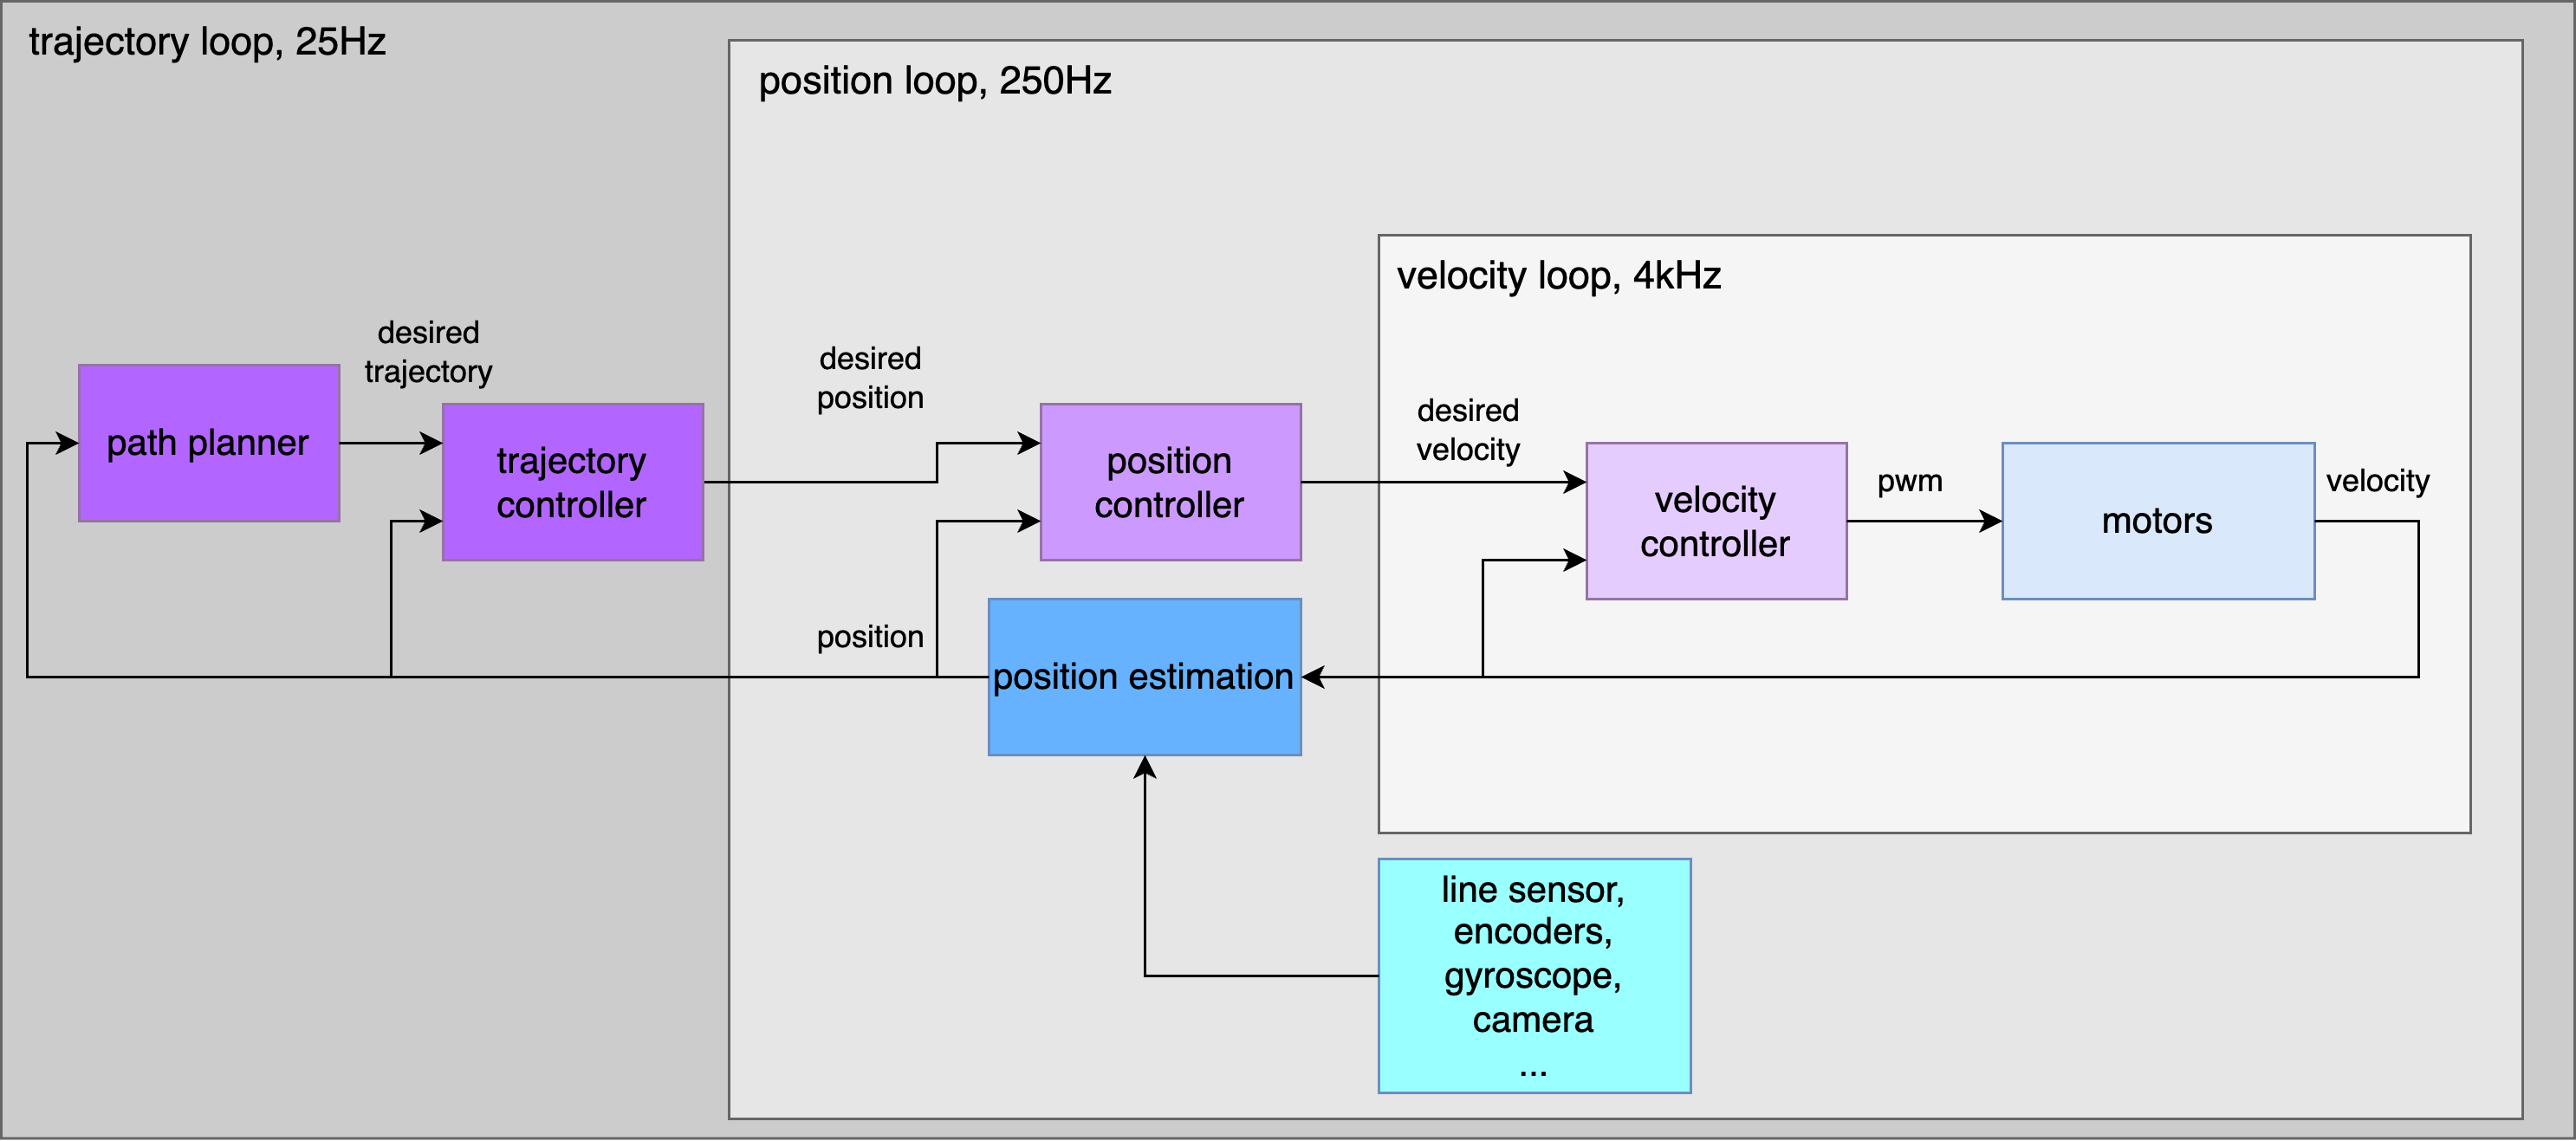 trajectory loop, 25Hz
position loop, 250Hz
velocity loop, 4kHz
desired
trajectory
desired
position
desired
velocity
path planner
trajectory
controller
position
controller
velocity
controller
pwm
motors
velocity
position
position estimation
line sensor,
encoders,
gyroscope,
camera
...